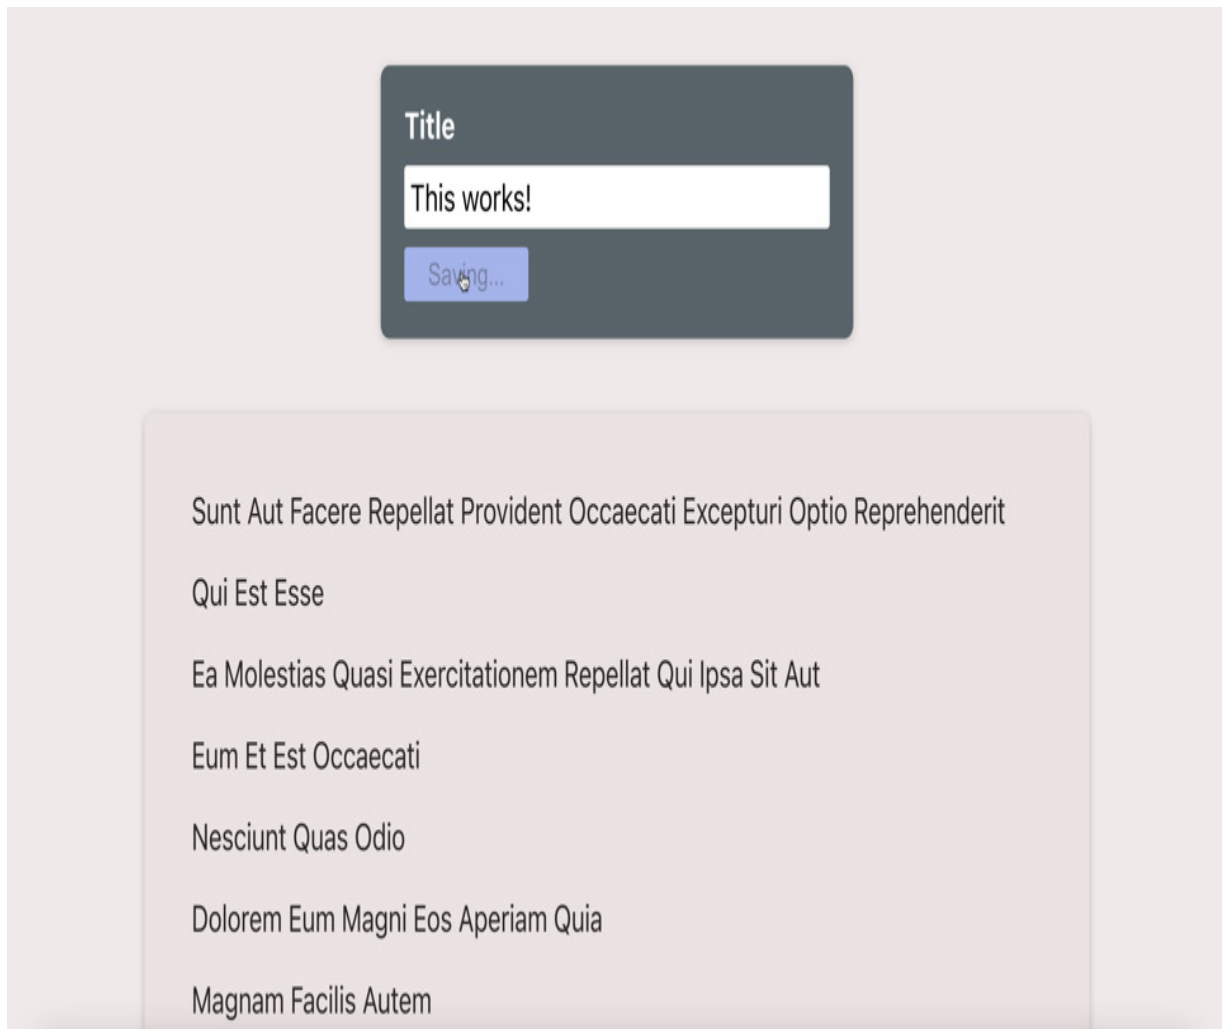 Title
This works!
Saving...
Sunt Aut Facere Repellat Provident Occaecati Excepturi Optio Reprehenderit
Qui Est Esse
Ea Molestias Quasi Exercitationem Repellat Qui Ipsa Sit Aut
Eum Et Est Occaecati
Nesciunt Quas Odio
Dolorem Eum Magni Eos Aperiam Quia
Magnam Facilis Autem